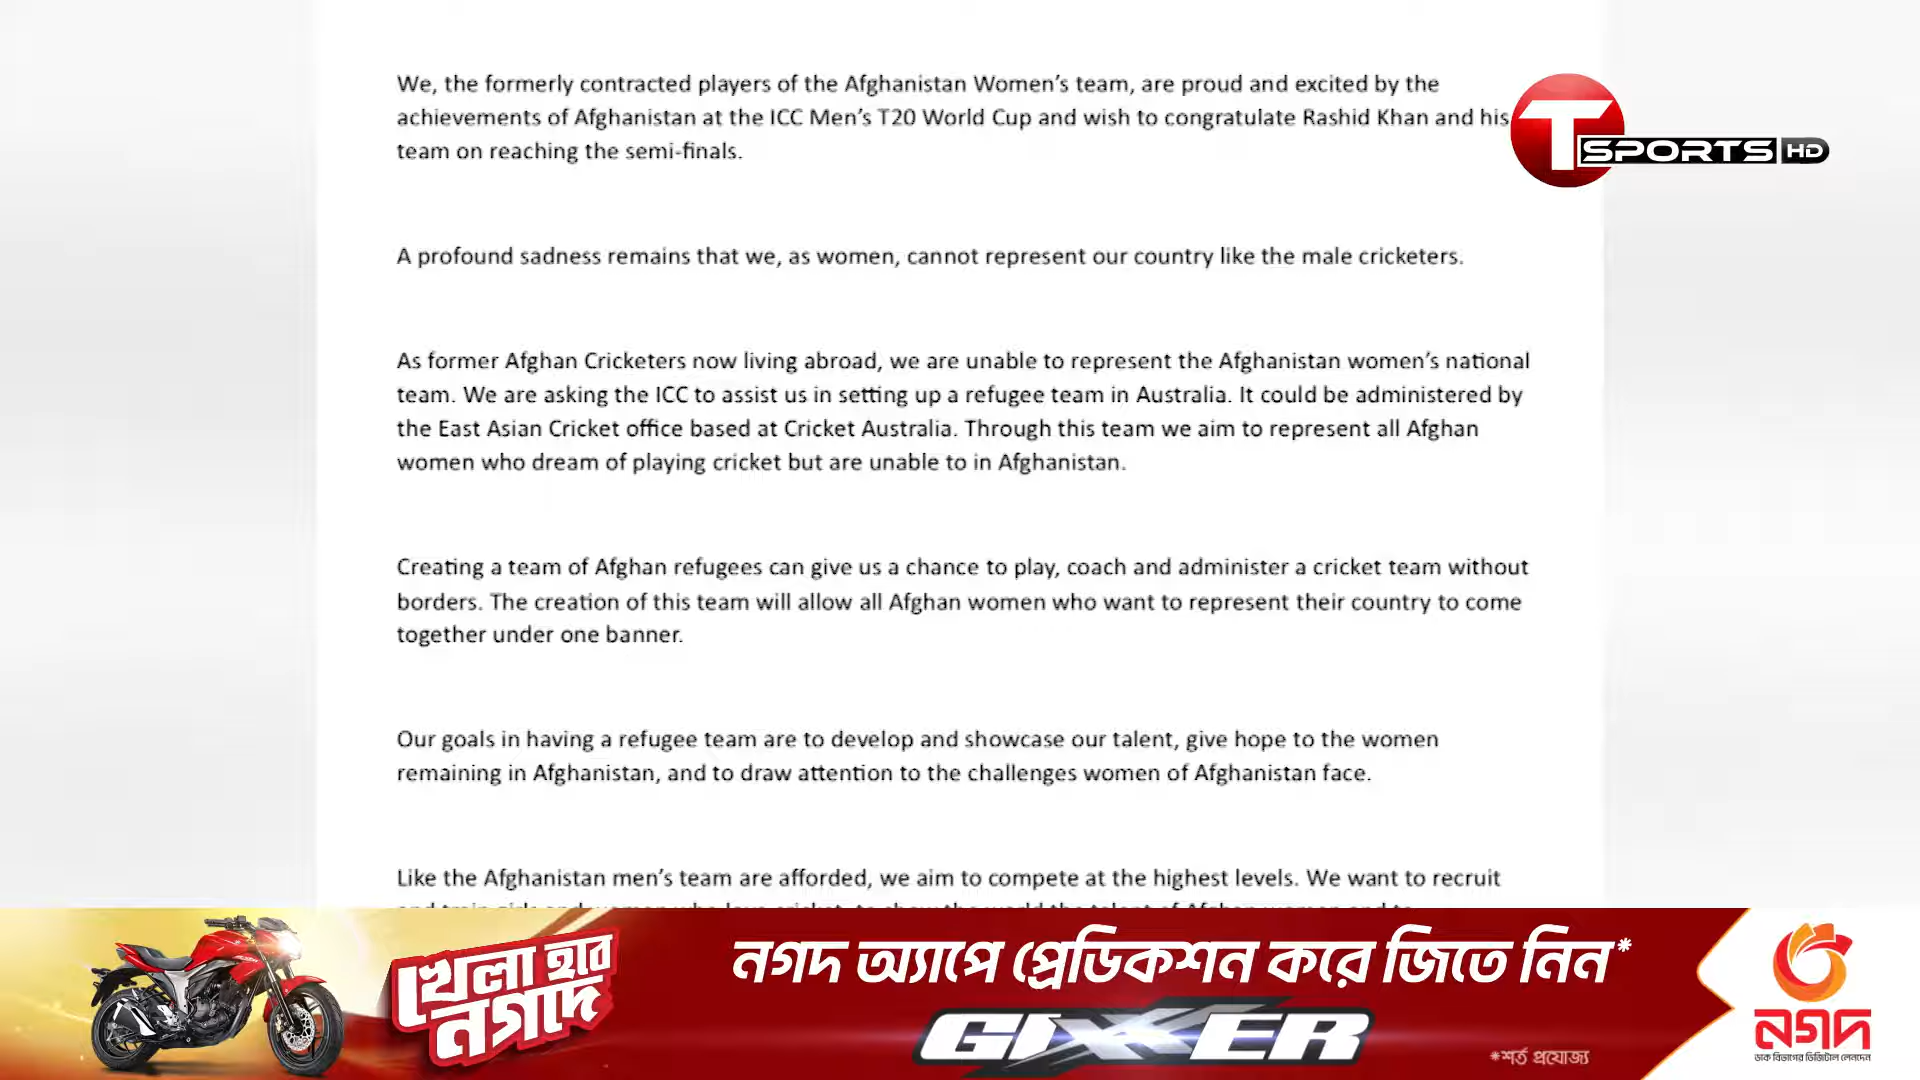 We, the formerly contracted players of the Afghanistan Women’s team, are proud and excited by the
achievements of Afghanistan at the ICC Men’s T20 World Cup and wish to congratulate Rashid Khan and his
team on reaching the semi-finals.
T SPORTS HD
A profound sadness remains that we, as women, cannot represent our country like the male cricketers.
As former Afghan Cricketers now living abroad, we are unable to represent the Afghanistan women’s national
team. We are asking the ICC to assist us in setting up a refugee team in Australia. It could be administered by
the East Asian Cricket office based at Cricket Australia. Through this team we aim to represent all Afghan
women who dream of playing cricket but are unable to in Afghanistan.
Creating a team of Afghan refugees can give us a chance to play, coach and administer a cricket team without
borders. The creation of this team will allow all Afghan women who want to represent their country to come
together under one banner.
Our goals in having a refugee team are to develop and showcase our talent, give hope to the women
remaining in Afghanistan, and to draw attention to the challenges women of Afghanistan face.
Like the Afghanistan men’s team are afforded, we aim to compete at the highest levels. We want to recruit
খেলা হবে
নগদে
নগদ অ্যাপে প্রেডিকশন করে জিতে নিন*
GIXXER
*শর্ত প্রযোজ্য
নগদ
ডাক বিভাগের ডিজিটাল লেনদেন